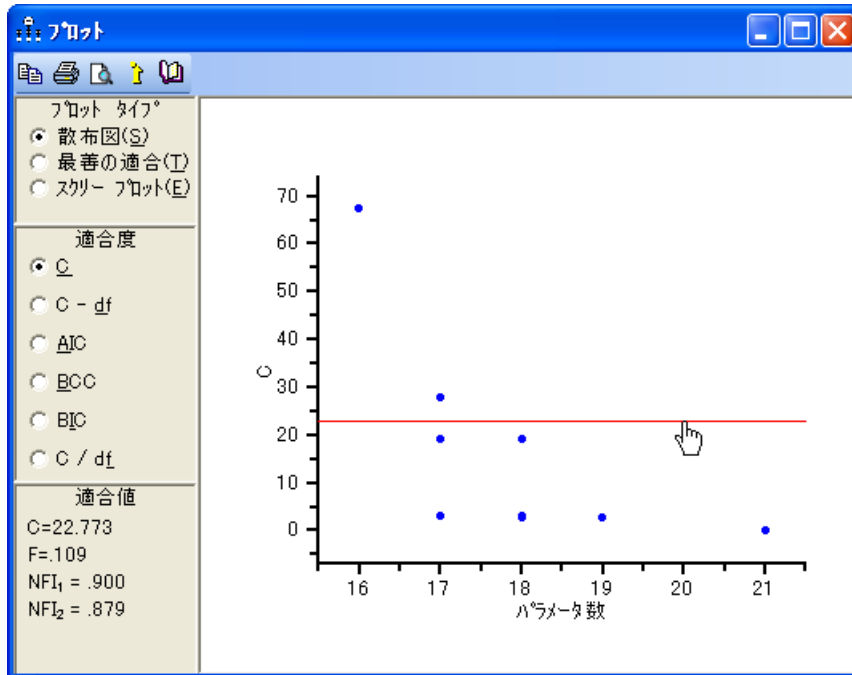 プロット
プロット タイプ
散布図(S)
最善の適合(T)
スクリー プロット(E)
適合度
C
C - df
AIC
BCC
BIC
C / df
適合値
C=22.773
F=.109
NFI1 = .900
NFI2 = .879
70
60
50
40
30
20
10
0
C
16 17 18 19 20 21
パラメータ数